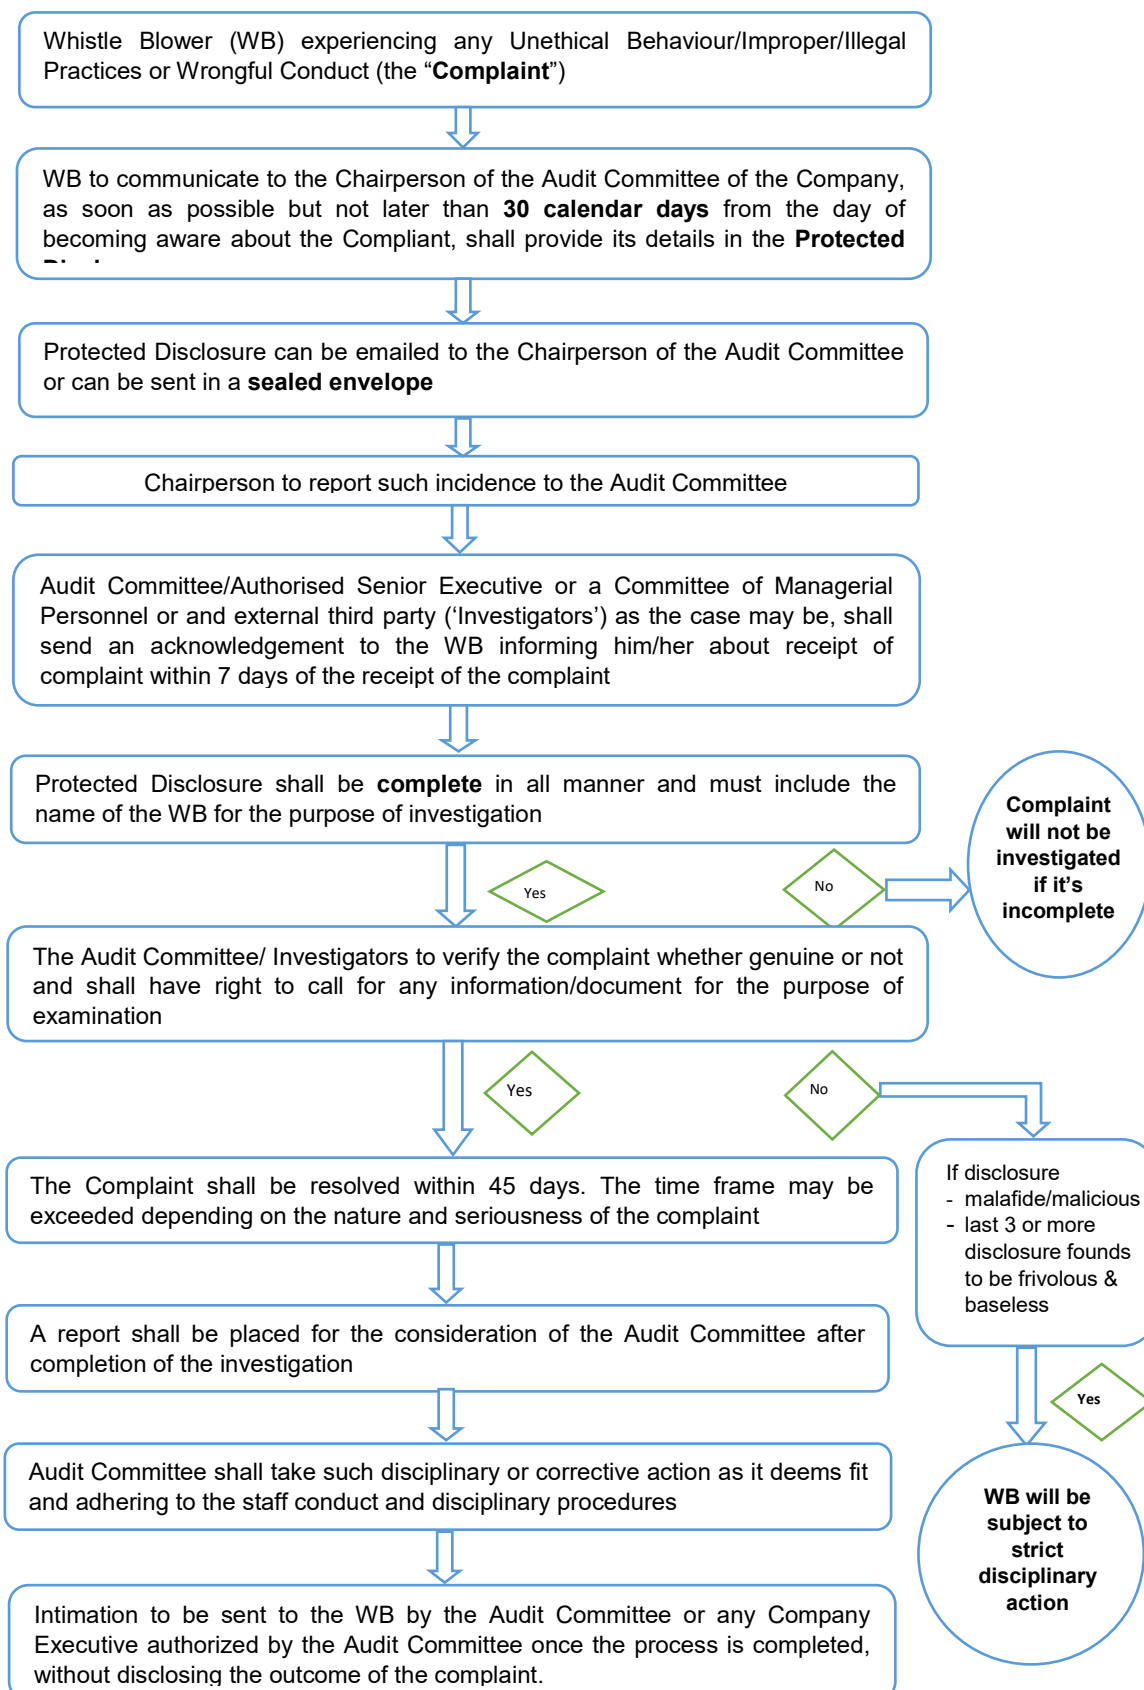 Whistle Blower (WB) experiencing any Unethical Behaviour/Improper/Illegal
Practices or Wrongful Conduct (the “Complaint”)
WB to communicate to the Chairperson of the Audit Committee of the Company,
as soon as possible but not later than 30 calendar days from the day of
becoming aware about the Compliant, shall provide its details in the Protected
Protected Disclosure can be emailed to the Chairperson of the Audit Committee
or can be sent in a sealed envelope
Chairperson to report such incidence to the Audit Committee
Audit Committee/Authorised Senior Executive or a Committee of Managerial
Personnel or and external third party (‘Investigators’) as the case may be, shall
send an acknowledgement to the WB informing him/her about receipt of
complaint within 7 days of the receipt of the complaint
Protected Disclosure shall be complete in all manner and must include the
name of the WB for the purpose of investigation
Complaint
will not be
investigated
if it’s
incomplete
Yes
No
The Audit Committee/ Investigators to verify the complaint whether genuine or not
and shall have right to call for any information/document for the purpose of
examination
Yes
No
The Complaint shall be resolved within 45 days. The time frame may be
exceeded depending on the nature and seriousness of the complaint
If disclosure
- malafide/malicious
- last 3 or more
disclosure founds
to be frivolous &
baseless
A report shall be placed for the consideration of the Audit Committee after
completion of the investigation
Yes
Audit Committee shall take such disciplinary or corrective action as it deems fit
and adhering to the staff conduct and disciplinary procedures
WB will be
subject to
strict
disciplinary
action
Intimation to be sent to the WB by the Audit Committee or any Company
Executive authorized by the Audit Committee once the process is completed,
without disclosing the outcome of the complaint.